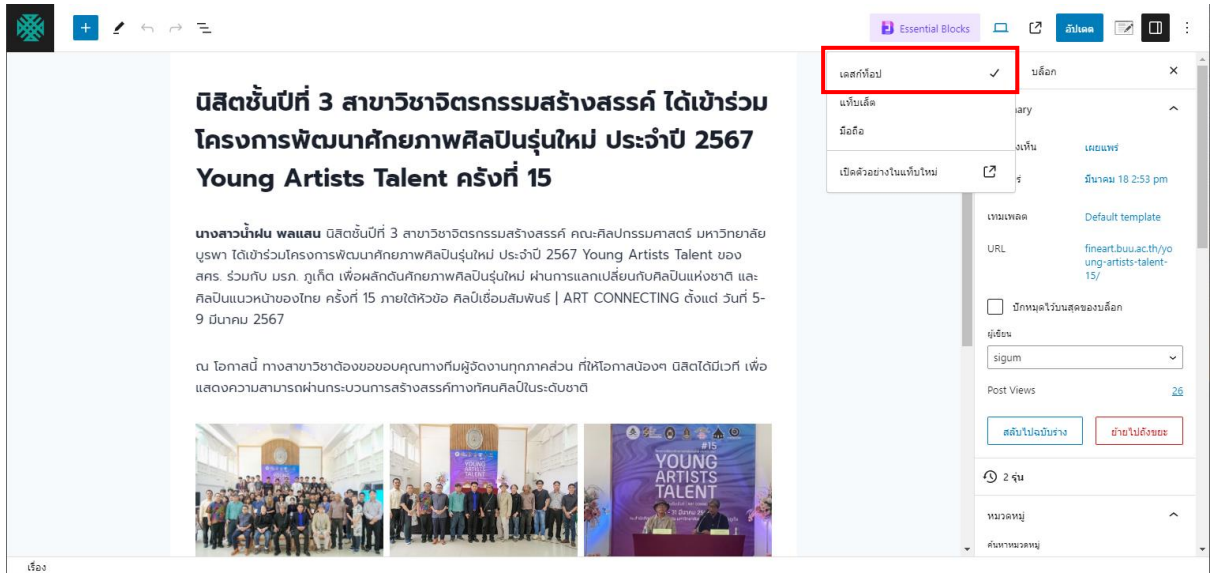 Essential Blocks
อัปเดต
เดสก์ท็อป
แท็บเล็ต
มือถือ
เปิดตัวอย่างในแท็บใหม่
บล็อก
เผยแพร่
มีนาคม 18 2:53 pm
เทมเพลต
Default template
URL
fineart.buu.ac.th/yo
ung-artists-talent-
15/
ปักหมุดไว้บนสุดของบล็อก
ผู้เขียน
sigum
Post Views
26
สลับไปฉบับร่าง
ย้ายไปถังขยะ
2 รุ่น
หมวดหมู่
ค้นหาหมวดหมู่
นิสิตชั้นปีที่ 3 สาขาวิชาจิตรกรรมสร้างสรรค์ ได้เข้าร่วม
โครงการพัฒนาศักยภาพศิลปินรุ่นใหม่ ประจำปี 2567
Young Artists Talent ครั้งที่ 15
นางสาวน้ำฝน พลแสน นิสิตชั้นปีที่ 3 สาขาวิชาจิตรกรรมสร้างสรรค์ คณะศิลปกรรมศาสตร์ มหาวิทยาลัย
บูรพา ได้เข้าร่วมโครงการพัฒนาศักยภาพศิลปินรุ่นใหม่ ประจำปี 2567 Young Artists Talent ของ
สศร. ร่วมกับ มรภ. ภูเก็ต เพื่อผลักดันศักยภาพศิลปินรุ่นใหม่ ผ่านการแลกเปลี่ยนกับศิลปินแห่งชาติ และ
ศิลปินแนวหน้าของไทย ครั้งที่ 15 ภายใต้หัวข้อ ศิลป์เชื่อมสัมพันธ์ | ART CONNECTING ตั้งแต่ วันที่ 5-
9 มีนาคม 2567
ณ โอกาสนี้ ทางสาขาวิชาต้องขอขอบคุณทางทีมผู้จัดงานทุกภาคส่วน ที่ให้โอกาสน้องๆ นิสิตได้มีเวที เพื่อ
แสดงความสามารถผ่านกระบวนการสร้างสรรค์ทางทัศนศิลป์ในระดับชาติ
#15
YOUNG
ARTISTS
TALENT
เรื่อง